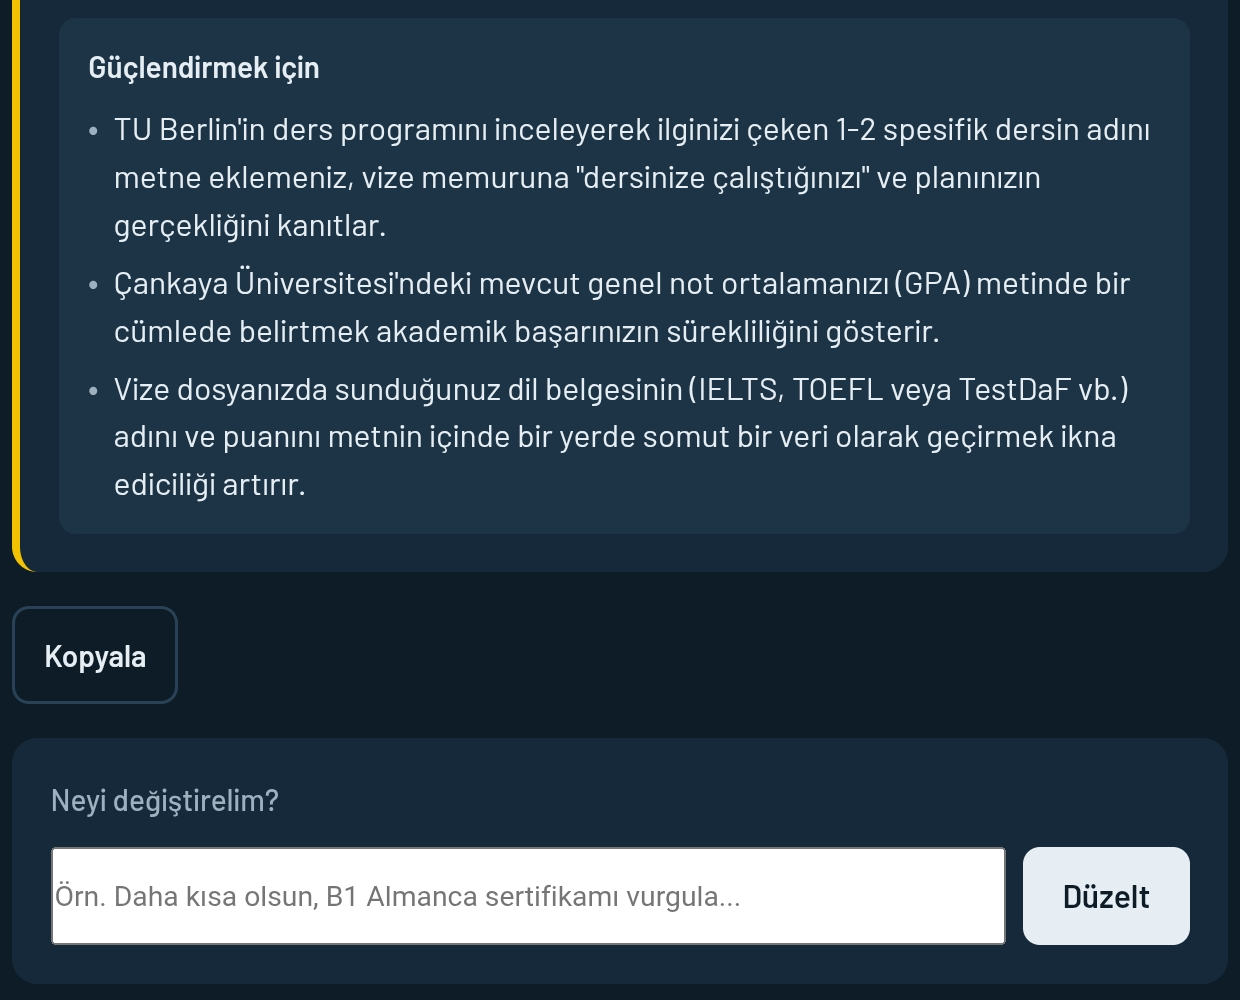 Güçlendirmek için
• TU Berlin'in ders programını inceleyerek ilginizi çeken 1-2 spesifik dersin adını
metne eklemeniz, vize memuruna "dersinize çalıştığınızı" ve planınızın
gerçekliğini kanıtlar.
• Çankaya Üniversitesi'ndeki mevcut genel not ortalamanızı (GPA) metinde bir
cümlede belirtmek akademik başarınızın sürekliliğini gösterir.
• Vize dosyanızda sunduğunuz dil belgesinin (IELTS, TOEFL veya TestDaF vb.)
adını ve puanını metnin içinde bir yerde somut bir veri olarak geçirmek ikna
ediciliği artırır.
Kopyala
Neyi değiştirelim?
Örn. Daha kısa olsun, B1 Almanca sertifikamı vurgula...
Düzelt